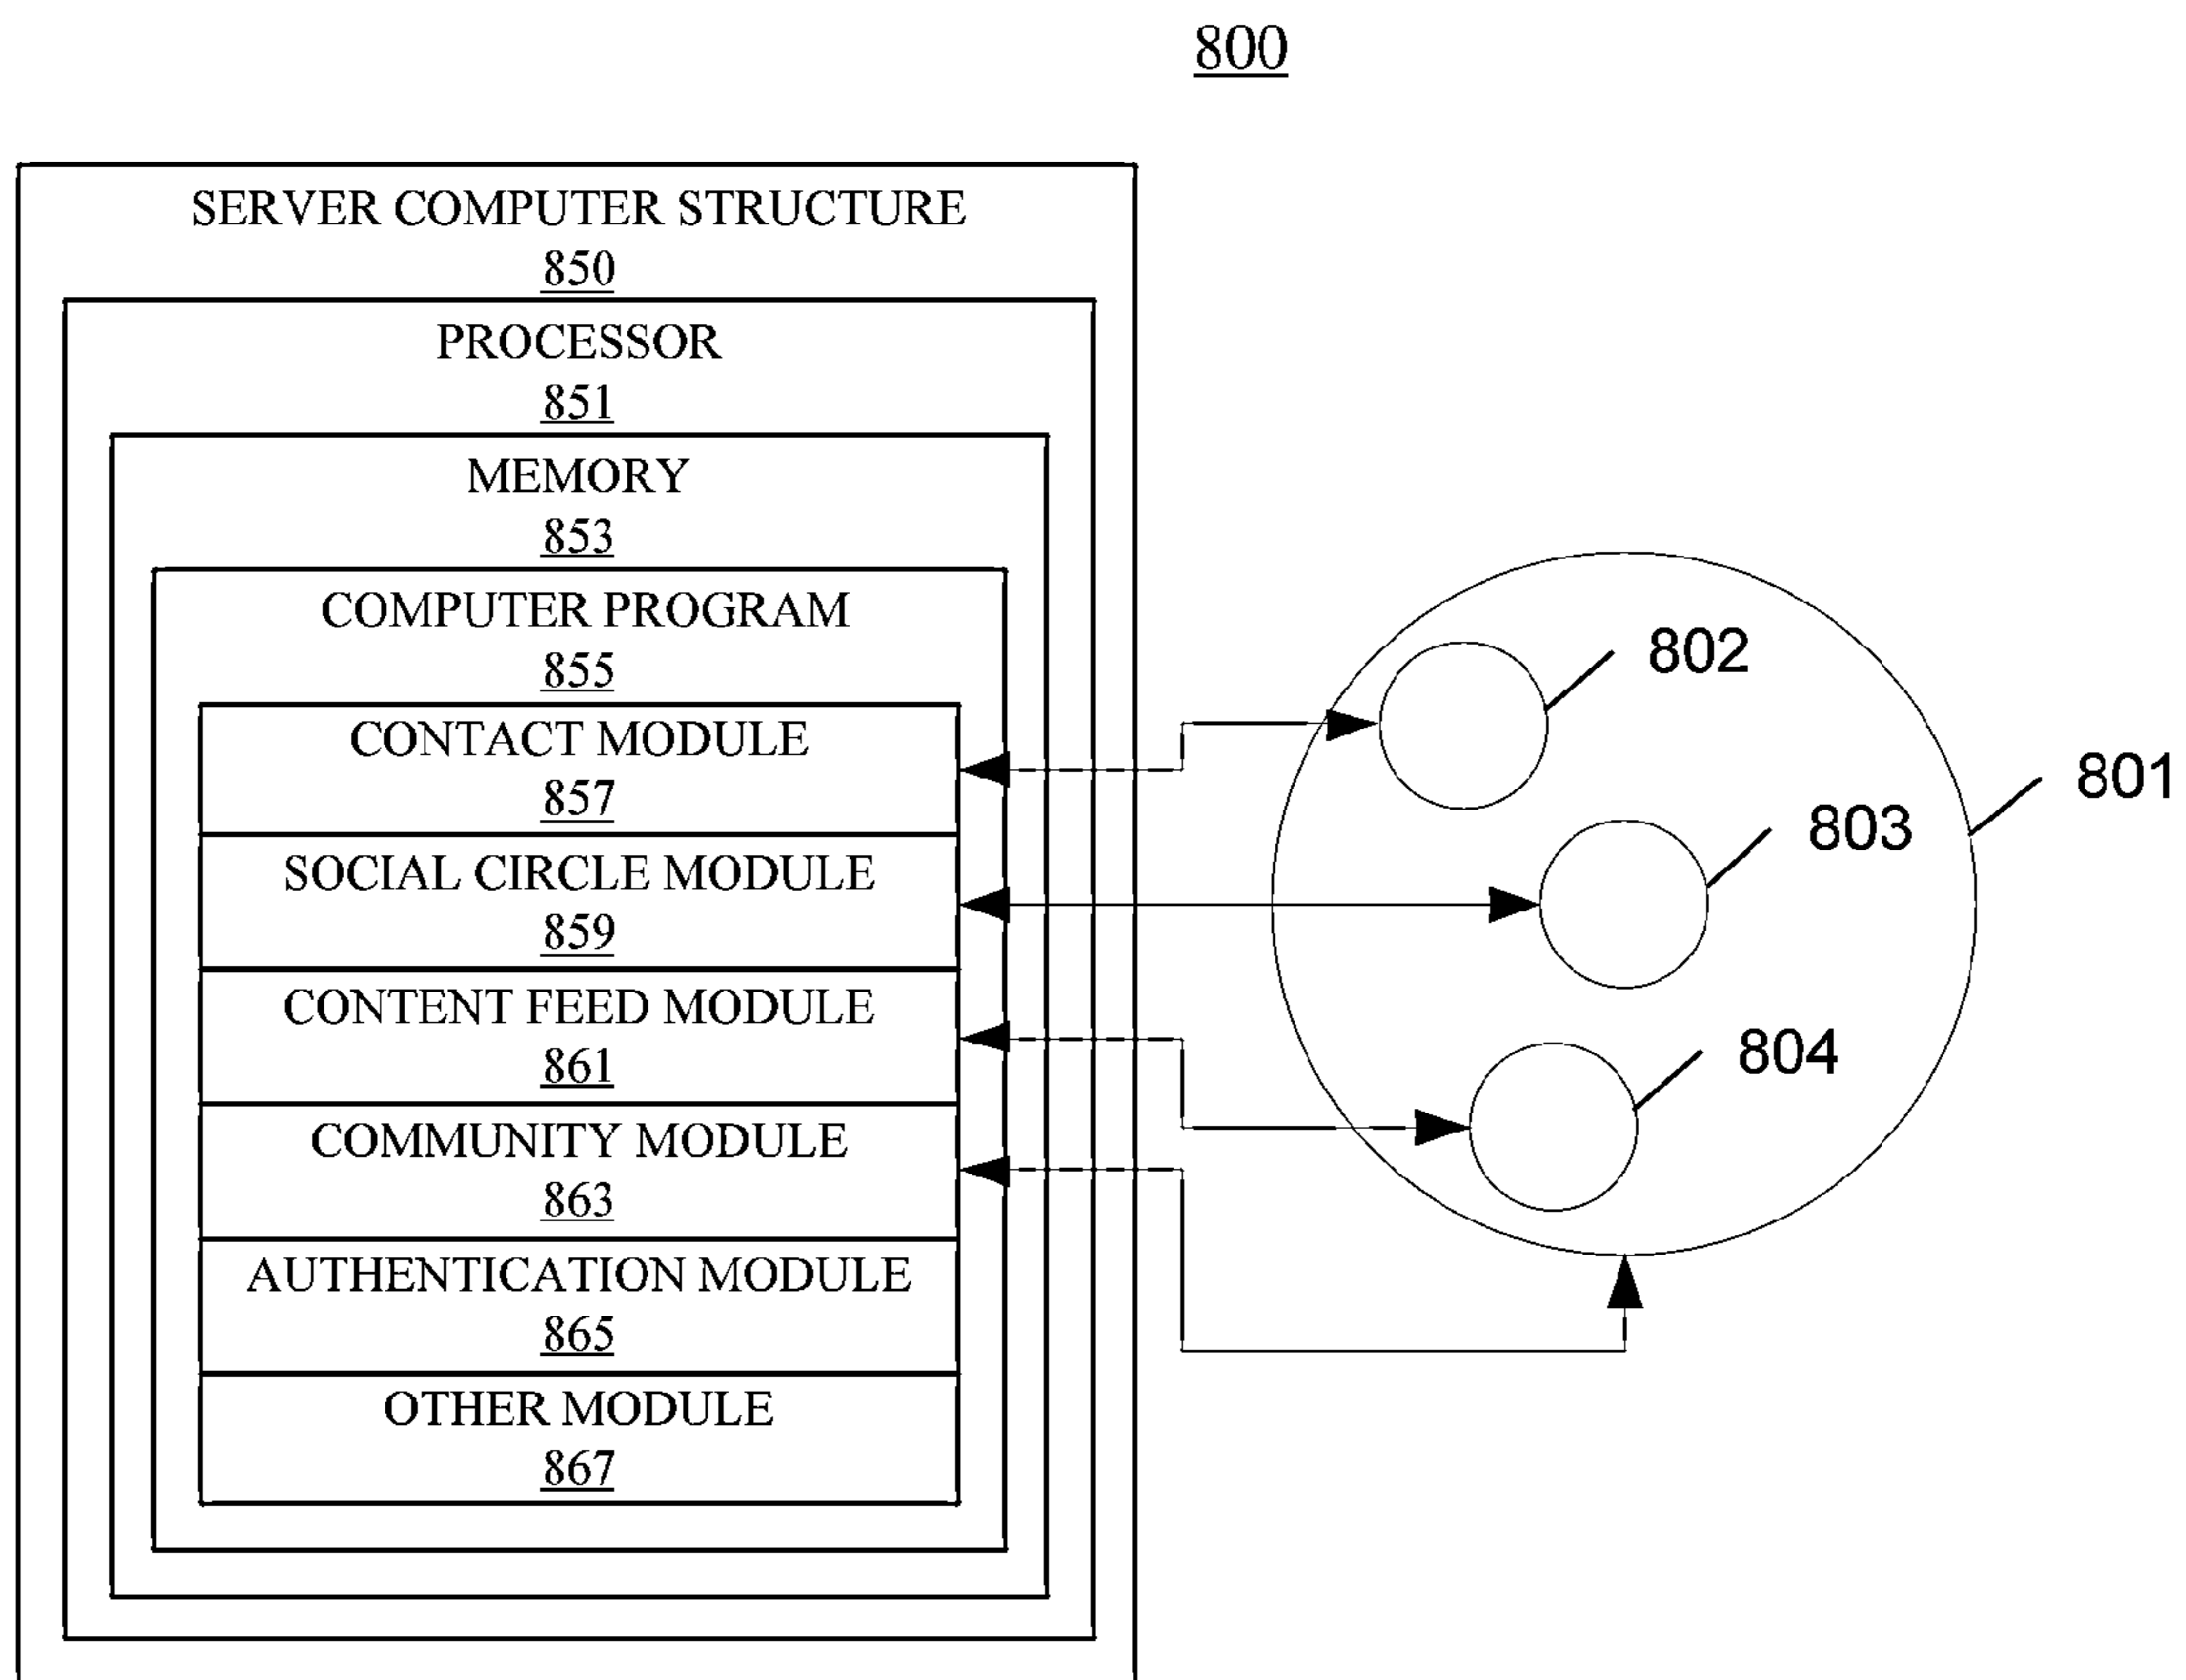 800
SERVER COMPUTER STRUCTURE
850
PROCESSOR
851
MEMORY
853
COMPUTER PROGRAM
855
CONTACT MODULE
857
SOCIAL CIRCLE MODULE
859
CONTENT FEED MODULE
861
COMMUNITY MODULE
863
AUTHENTICATION MODULE
865
OTHER MODULE
867
802
801
803
804